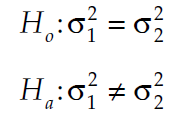 Hₒ:σ₁² = σ₂²
Hₐ:σ₁² ≠ σ₂²